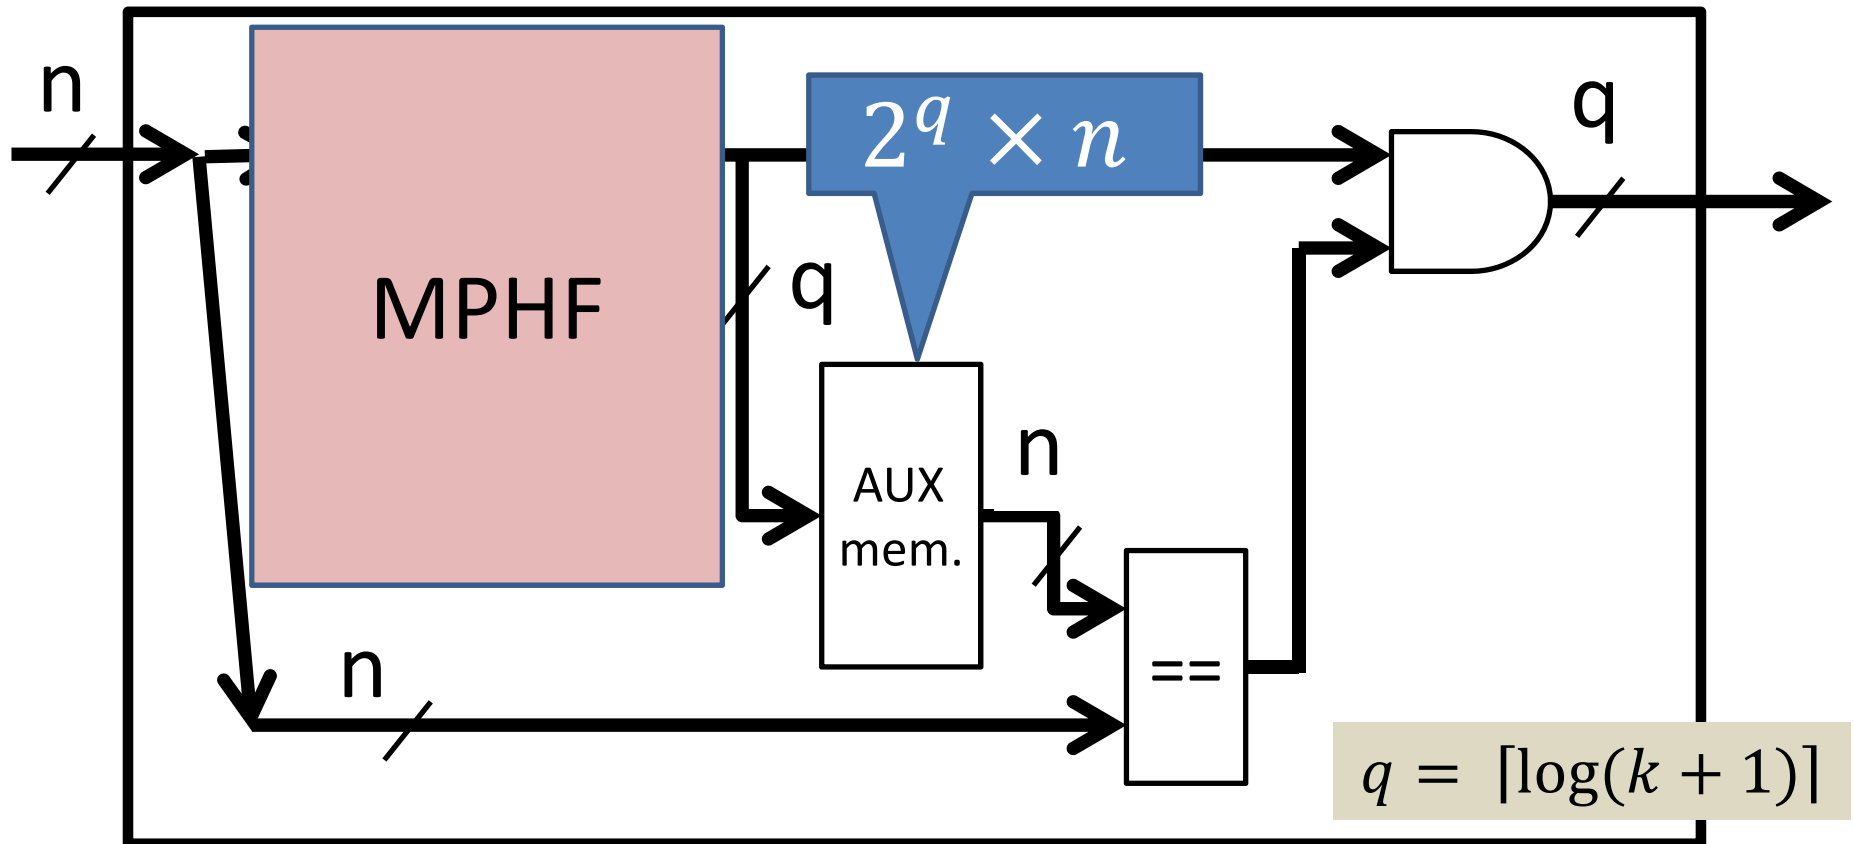 n
q
2^q × n
MPHF
q
n
AUX
mem.
n
==
q = ⌈log(k + 1)⌉